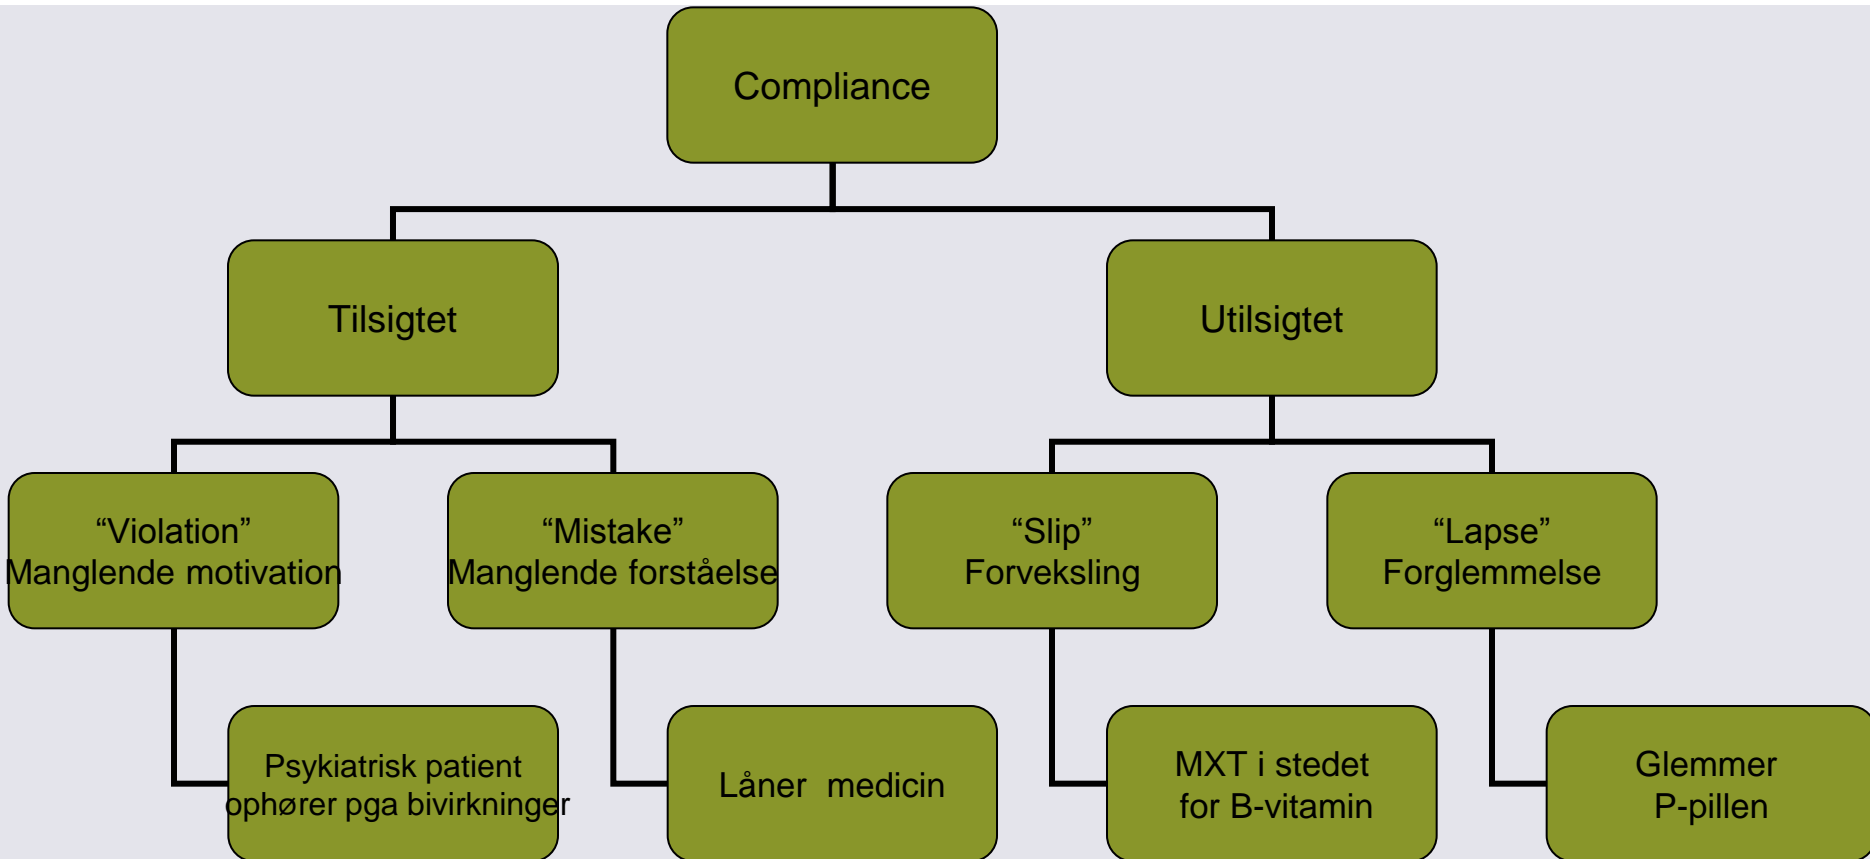 Compliance
Tilsigtet
Utilsigtet
“Violation”
Manglende motivation
“Mistake”
Manglende forståelse
“Slip”
Forveksling
“Lapse”
Forglemmelse
Psykiatrisk patient
ophører pga bivirkninger
Låner medicin
MXT i stedet
for B-vitamin
Glemmer
P-pillen